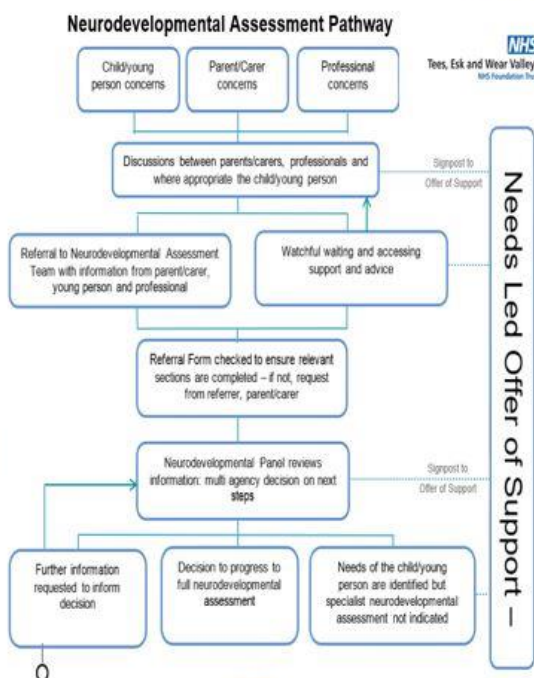 Neurodevelopmental Assessment Pathway
NHS
Tees, Esk and Wear Valley
NHS Foundation Tru
Child/young
person concerns
Parent/Carer
concerns
Professional
concerns
Discussions between parents/carers, professionals and
where appropriate the child/young person
Signpost to
Offer of Support
Referral to Neurodevelopmental Assessment
Team with information from parent/carer,
young person and professional
Watchful waiting and accessing
support and advice
Referral Form checked to ensure relevant
sections are completed – if not, request
from referrer, parent/carer
Neurodevelopmental Panel reviews
information: multi agency decision on next
steps
Signpost to
Offer of Support
Further information
requested to inform
decision
Decision to progress to
full neurodevelopmental
assessment
Needs of the child/young
person are identified but
specialist neurodevelopmental
assessment not indicated
Needs Led Offer of Support –